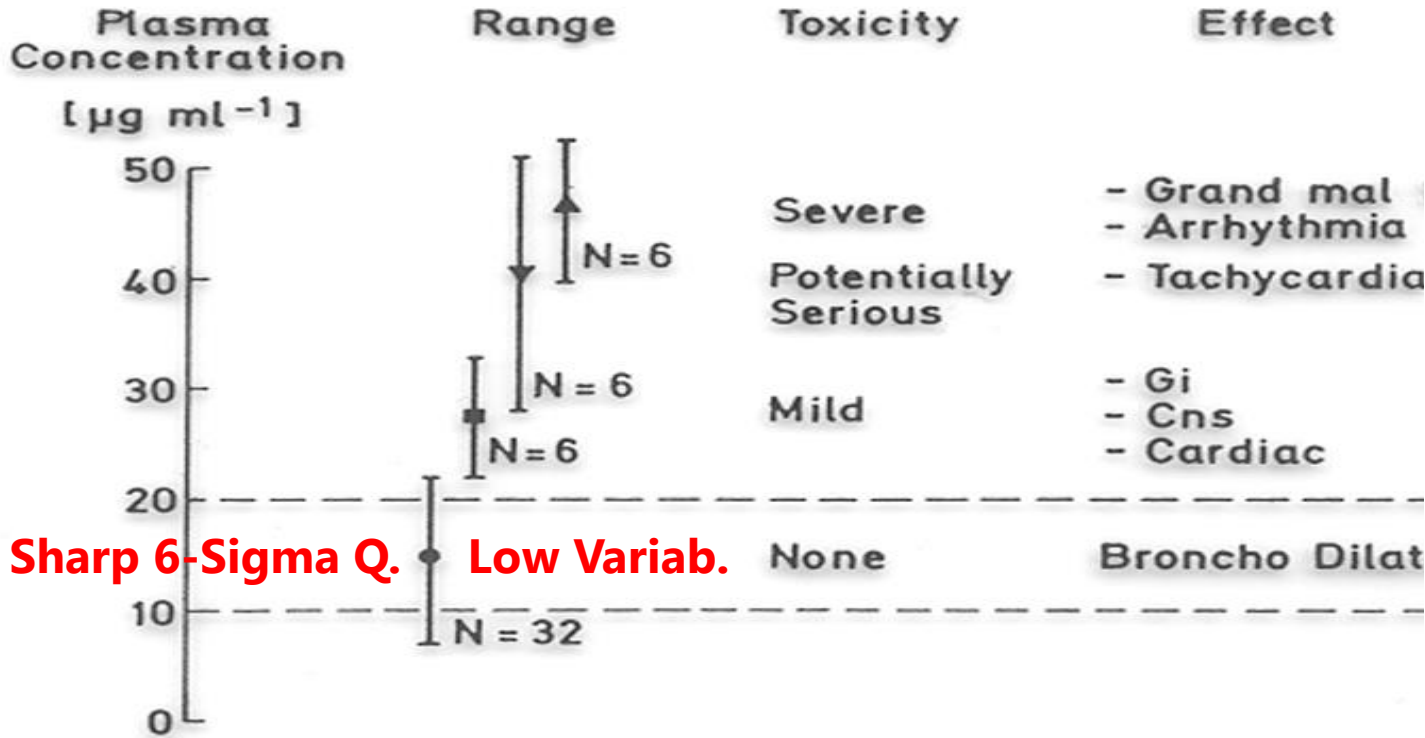 Plasma Concentration
Range
Toxicity
Effect
[µg ml⁻¹]
50
Severe
- Grand mal
- Arrhythmia
N = 6
40
Potentially
Serious
- Tachycardia
30
N = 6
Mild
- Gi
- Cns
- Cardiac
N = 6
20
Sharp 6-Sigma Q.
Low Variab.
None
Broncho Dilat
10
N = 32
0